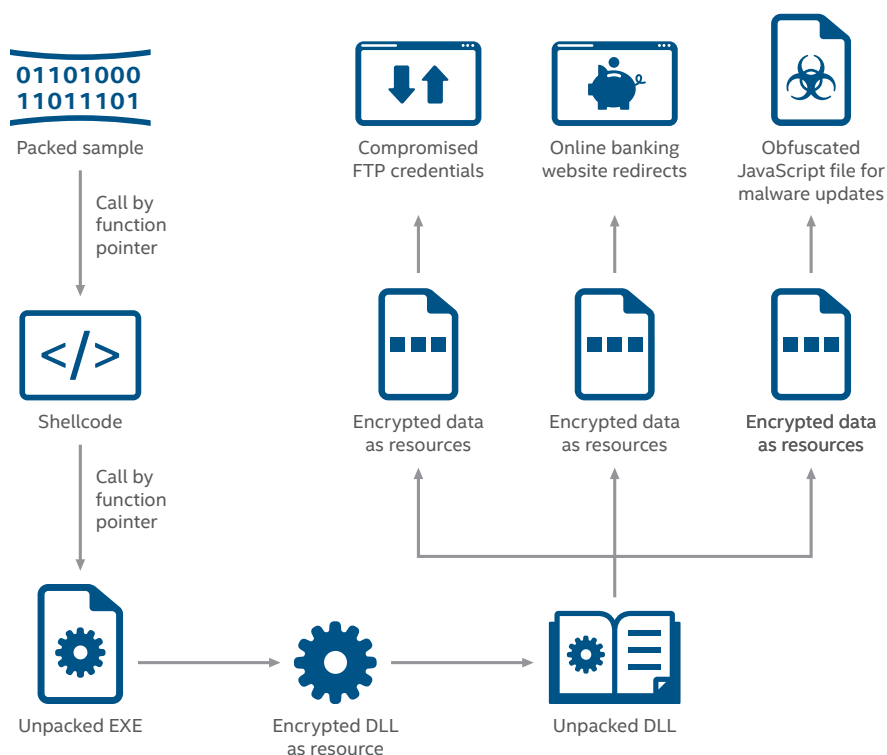 01101000
11011101
Packed sample
Call by
function
pointer
</>
Shellcode
Call by
function
pointer
Unpacked EXE
Encrypted DLL
as resource
Unpacked DLL
Encrypted data
as resources
Encrypted data
as resources
Encrypted data
as resources
Compromised
FTP credentials
Online banking
website redirects
Obfuscated
JavaScript file for
malware updates